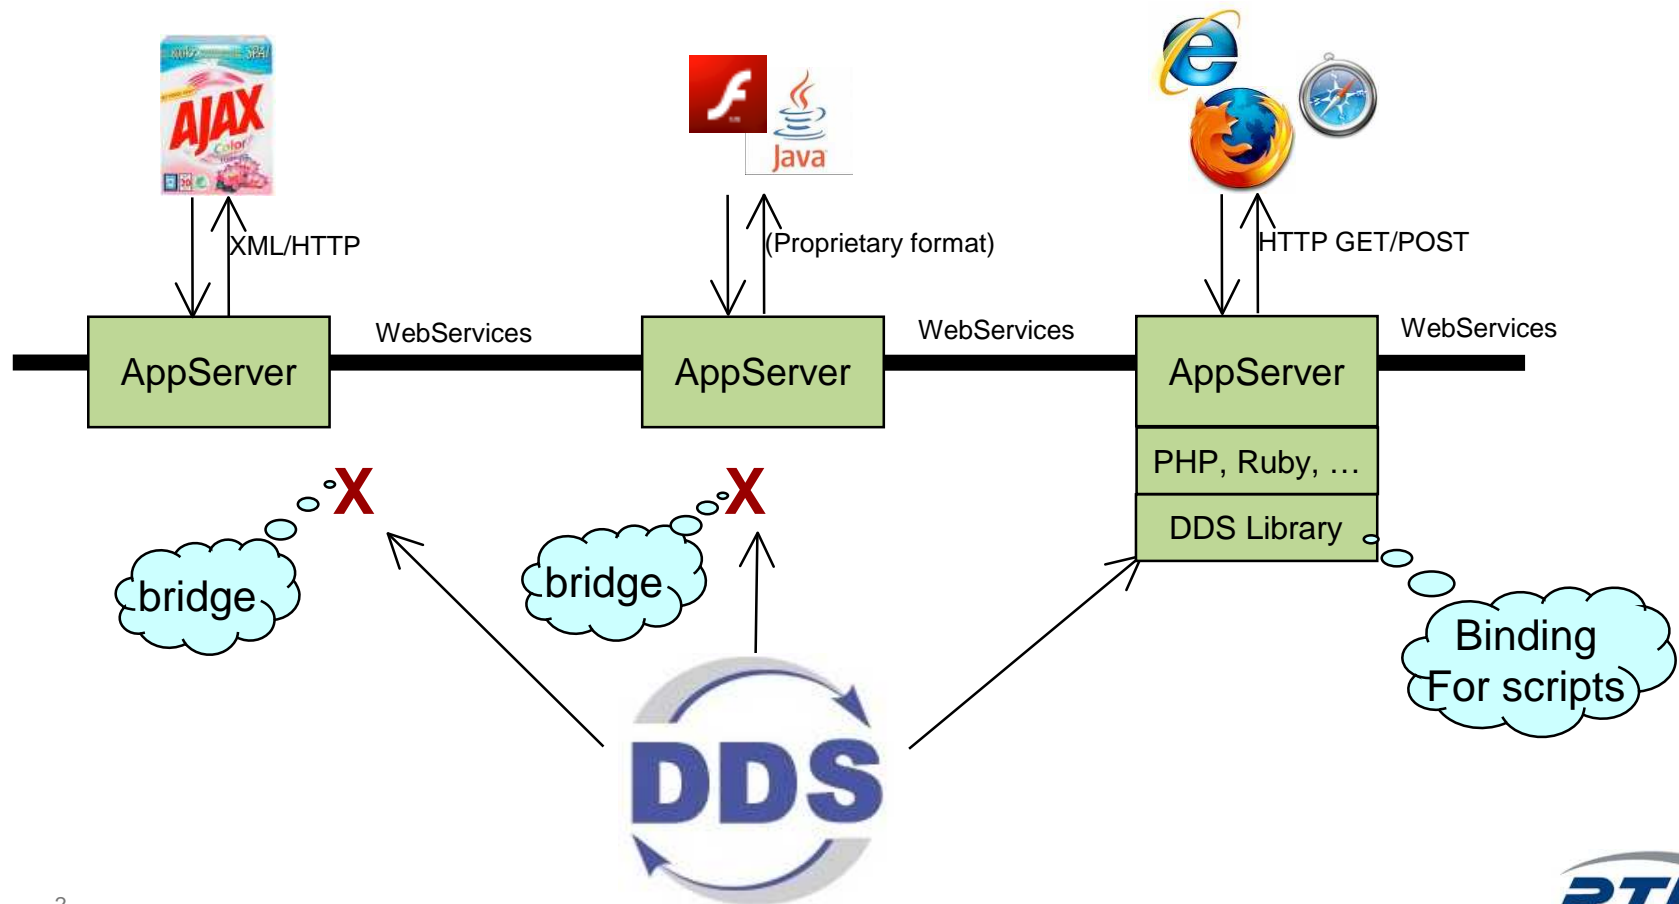 AJAX
Color
Java
XML/HTTP
(Proprietary format)
HTTP GET/POST
WebServices
WebServices
WebServices
AppServer
AppServer
AppServer
PHP, Ruby, …
DDS Library
X
X
bridge
bridge
Binding
For scripts
DDS